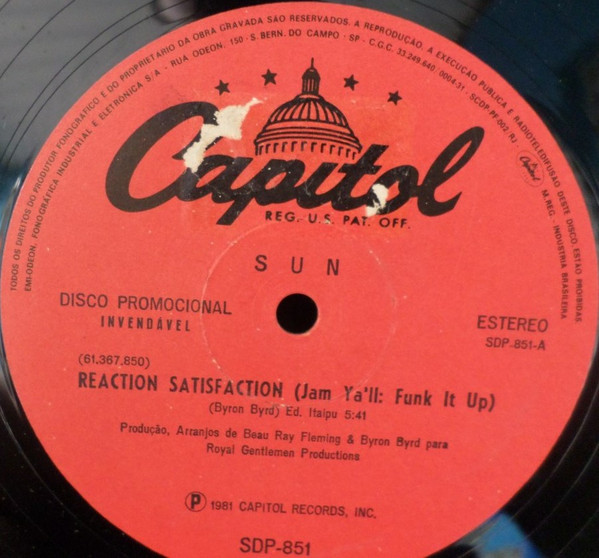 TODOS OS DIREITOS DO PRODUTOR FONOGRÁFICO E DO PROPRIETÁRIO DA OBRA GRAVADA SÃO RESERVADOS. A REPRODUÇÃO, A EXECUÇÃO PÚBLICA E RADIOTELEDIFUSÃO DESTE DISCO ESTÃO PROIBIDAS.
EMI-ODEON, FONOGRÁFICA INDUSTRIAL E ELETRÔNICA S/A - RUA ODEON, 150 - S. BERN. DO CAMPO - SP - C.G.C. 33.249.640/0004.31 - SCDP-PF-002/RJ
M. REG. - INDÚSTRIA BRASILEIRA
Capitol
Capitol
REG. U.S. PAT. OFF.
SUN
DISCO PROMOCIONAL
INVENDÁVEL
ESTEREO
SDP-851-A
(61.367.850)
REACTION SATISFACTION (Jam Ya'll: Funk It Up)
(Byron Byrd) Ed. Itaipu 5:41
Produção, Arranjos de Beau Ray Fleming & Byron Byrd para
Royal Gentlemen Productions
Ⓟ 1981 CAPITOL RECORDS, INC.
SDP-851